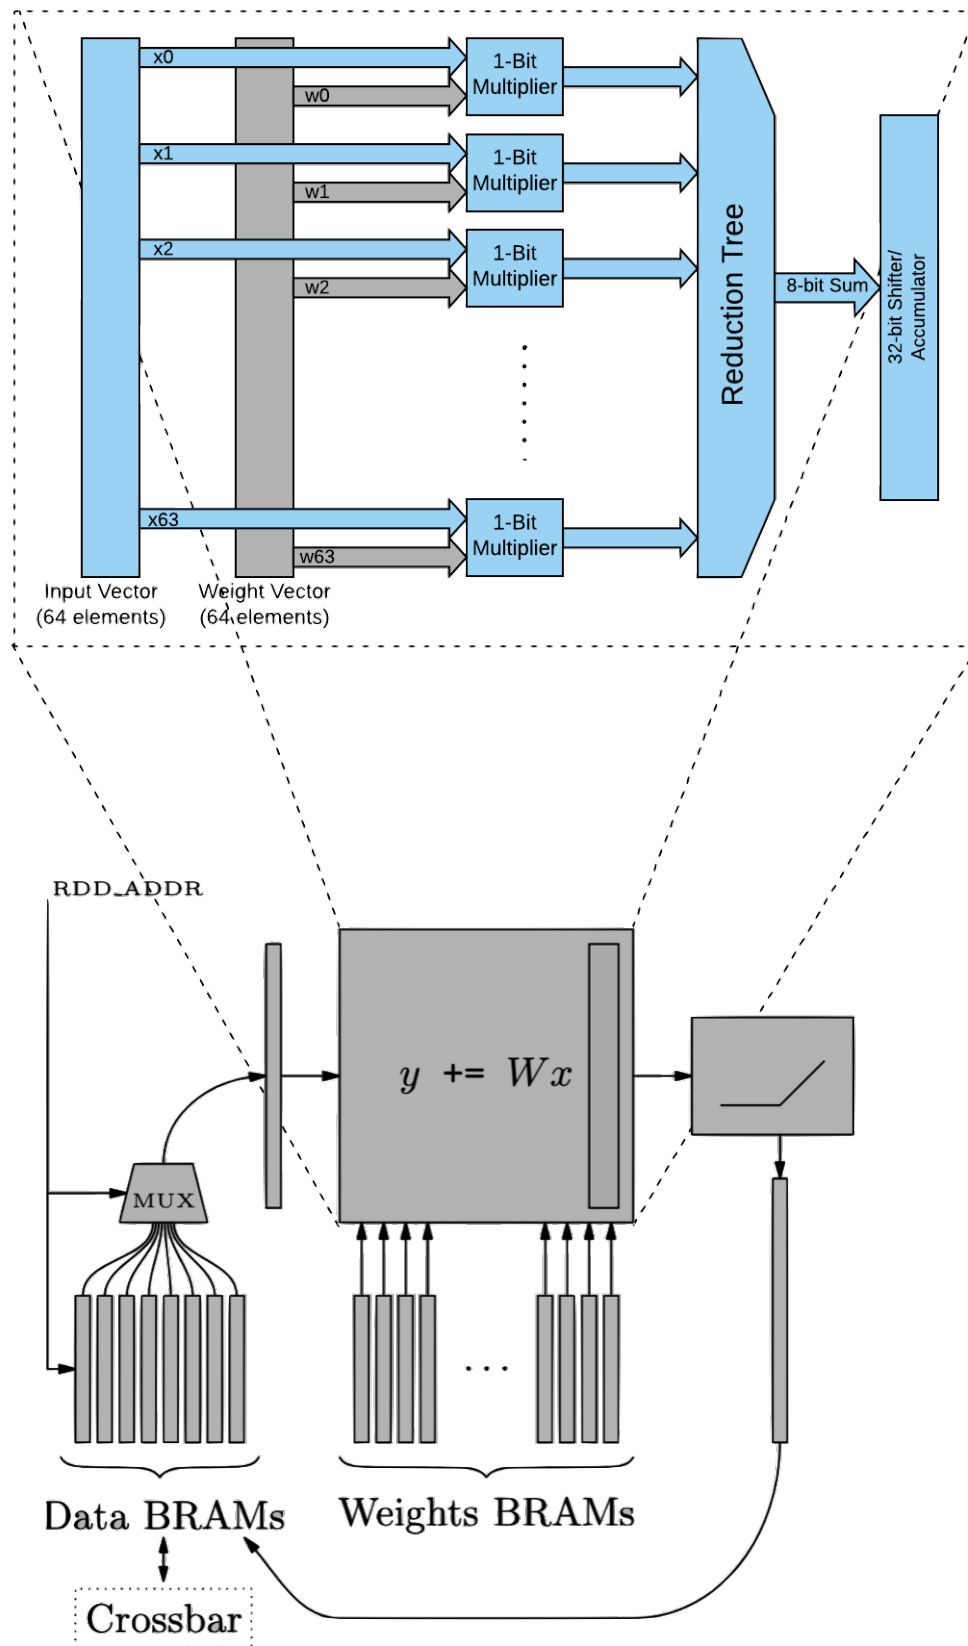 x0
1-Bit
Multiplier
w0
x1
1-Bit
Multiplier
w1
x2
1-Bit
Multiplier
w2
Reduction Tree
8-bit Sum
32-bit Shifter/
Accumulator
x63
1-Bit
Multiplier
w63
Input Vector
(64 elements)
Weight Vector
(64 elements)
RDD_ADDR
y += Wx
MUX
. . .
Data BRAMs
Weights BRAMs
Crossbar